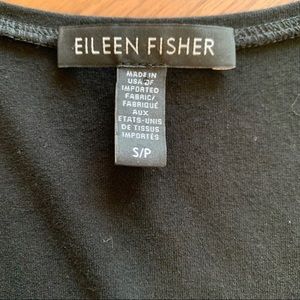 EILEEN FISHER
MADE IN
USA OF
IMPORTED
FABRIC/
FABRIQUÉ
AUX
ETATS-UNIS
DE TISSUS
IMPORTÉS
S/P